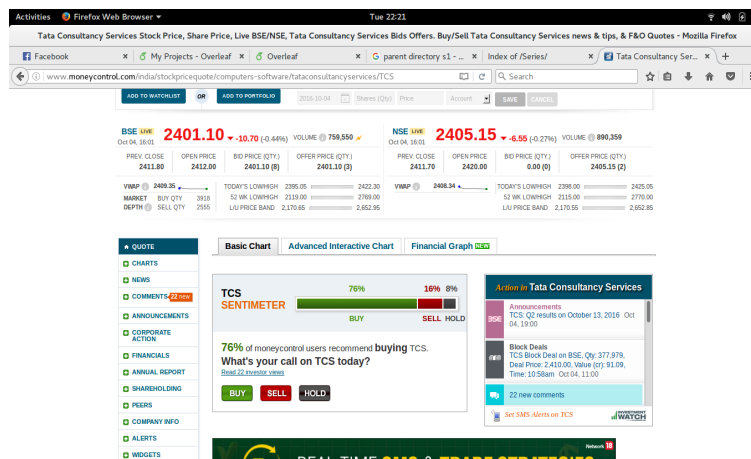 Activities Firefox Web Browser ▾ Tue 22:21
Tata Consultancy Services Stock Price, Share Price, Live BSE/NSE, Tata Consultancy Services Bids Offers. Buy/Sell Tata Consultancy Services news & tips, & F&O Quotes - Mozilla Firefox
Facebook × My Projects - Overleaf × Overleaf × parent directory s1 - ... × Index of /Series/ × Tata Consultancy Ser... × +
www.moneycontrol.com/india/stockpricequote/computers-software/tataconsultancyservices/TCS Search
ADD TO WATCHLIST OR ADD TO PORTFOLIO 2016-10-04 Shares (Qty) Price Account SAVE CANCEL
BSE LIVE 2401.10 -10.70 (-0.44%) VOLUME 759,550 NSE LIVE 2405.15 -6.55 (-0.27%) VOLUME 890,359
Oct 04, 16:01 Oct 04, 16:01
PREV. CLOSE OPEN PRICE BID PRICE (QTY.) OFFER PRICE (QTY.) PREV. CLOSE OPEN PRICE BID PRICE (QTY.) OFFER PRICE (QTY.)
2411.80 2412.00 2401.10 (8) 2401.10 (3) 2411.70 2420.00 0.00 (0) 2405.15 (2)
VWAP 2409.35 TODAY'S LOW/HIGH 2395.05 2422.30 VWAP 2408.34 TODAY'S LOW/HIGH 2398.00 2425.05
MARKET DEPTH BUY QTY 3918 52 WK LOW/HIGH 2119.00 2769.00 52 WK LOW/HIGH 2115.00 2770.00
SELL QTY 2555 L/U PRICE BAND 2,170.65 2,652.95 L/U PRICE BAND 2,170.55 2,652.85
QUOTE
CHARTS
NEWS
COMMENTS 22 new
ANNOUNCEMENTS
CORPORATE
ACTION
FINANCIALS
ANNUAL REPORT
SHAREHOLDING
PEERS
COMPANY INFO
ALERTS
WIDGETS
Basic Chart Advanced Interactive Chart Financial Graph NEW
TCS
SENTIMETER
76% 16% 8%
BUY SELL HOLD
76% of moneycontrol users recommend buying TCS.
What's your call on TCS today?
Read 22 investor views
BUY SELL HOLD
Action in Tata Consultancy Services
BSE
Announcements
TCS: Q2 results on October 13, 2016 Oct
04, 19:00
Block Deals
TCS Block Deal on BSE, Qty: 377,979,
Deal Price: 2,410.00, Value (cr): 91.09,
Time: 10:58am Oct 04, 11:00
22 new comments
Set SMS Alerts on TCS INVESTMENT
WATCH
Network 18
REAL TIME SMS & TRADE STRATEGIES